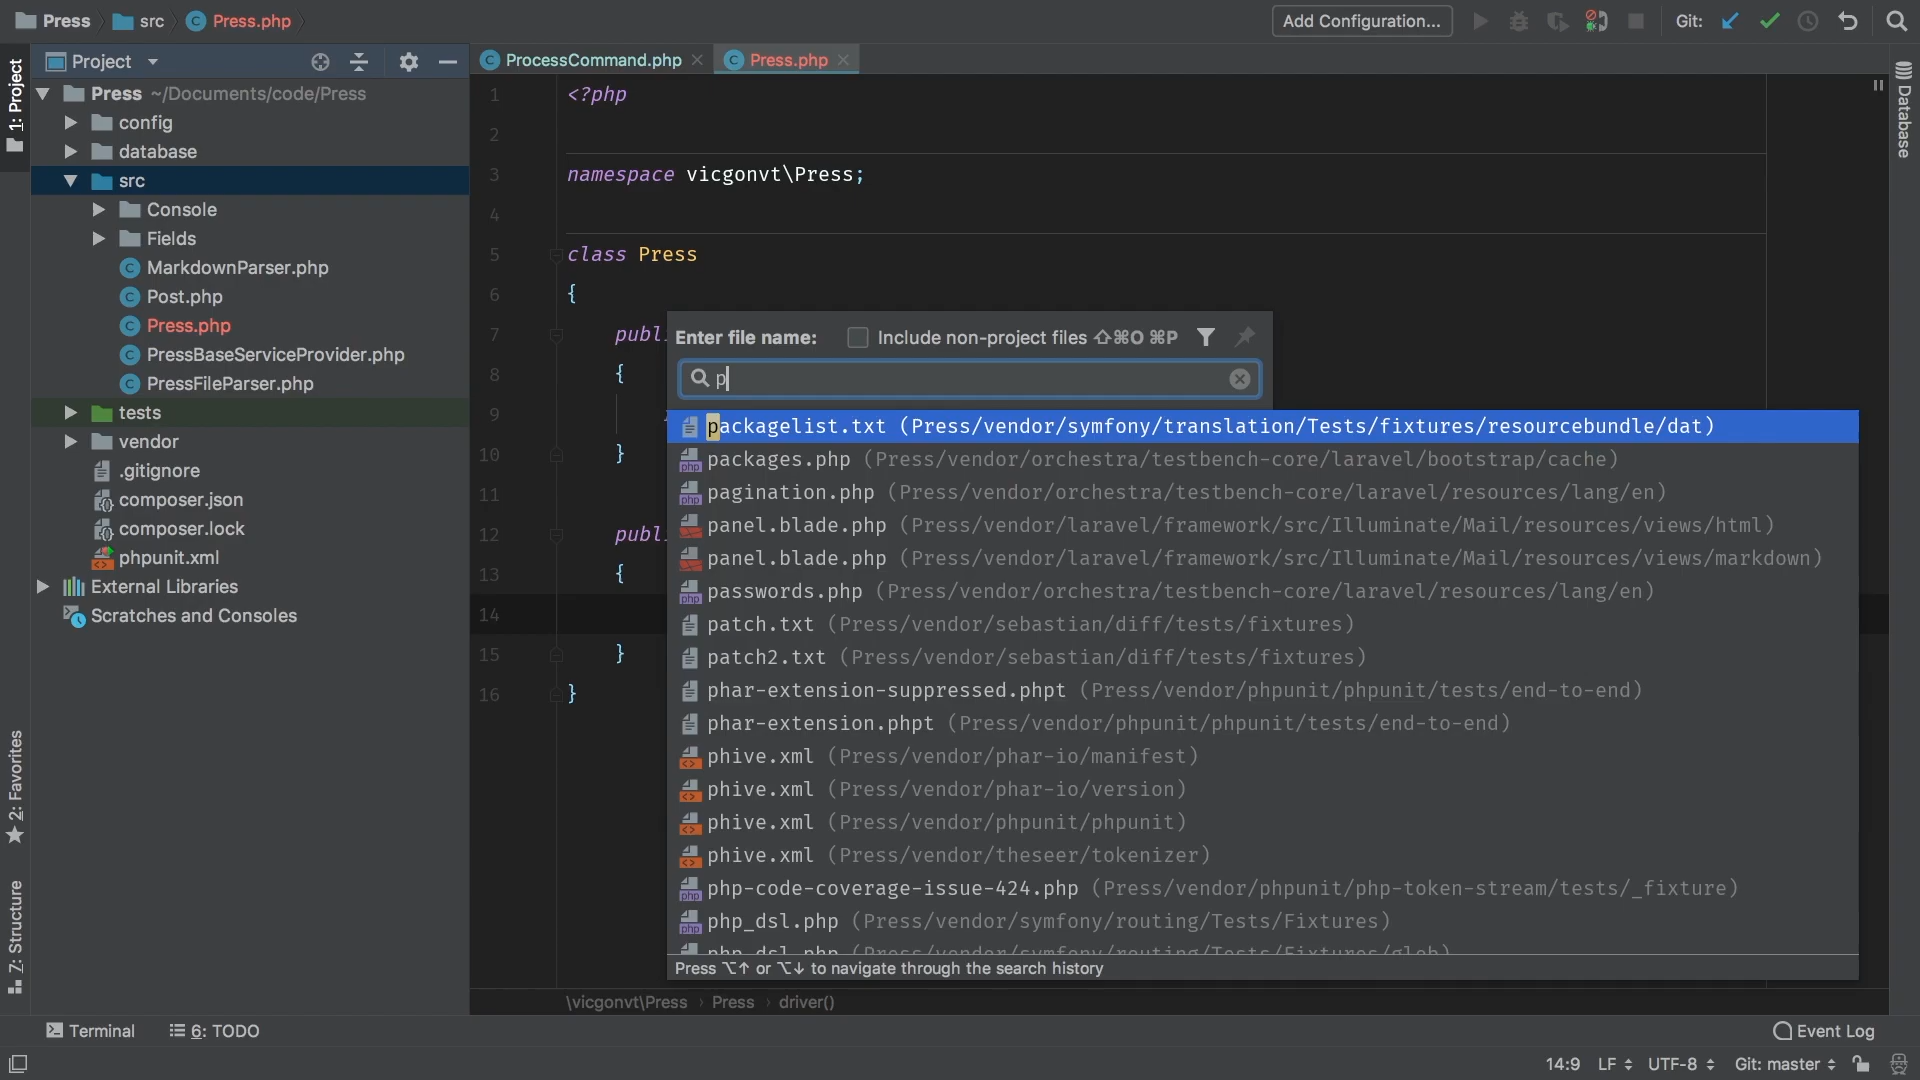 Press
src
Press.php
Add Configuration...
Git:
1: Project
Project
Press ~/Documents/code/Press
config
database
src
Console
Fields
MarkdownParser.php
Post.php
Press.php
PressBaseServiceProvider.php
PressFileParser.php
tests
vendor
.gitignore
composer.json
composer.lock
phpunit.xml
External Libraries
Scratches and Consoles
2: Favorites
7: Structure
ProcessCommand.php
Press.php
1 <?php
2
3 namespace vicgonvt\Press;
4
5 class Press
6 {
7 publi
8 {
9
10 }
11
12 publi
13 {
14
15 }
16 }
Enter file name:
Include non-project files ⇧⌘O ⌘P
p
packagelist.txt (Press/vendor/symfony/translation/Tests/fixtures/resourcebundle/dat)
packages.php (Press/vendor/orchestra/testbench-core/laravel/bootstrap/cache)
pagination.php (Press/vendor/orchestra/testbench-core/laravel/resources/lang/en)
panel.blade.php (Press/vendor/laravel/framework/src/Illuminate/Mail/resources/views/html)
panel.blade.php (Press/vendor/laravel/framework/src/Illuminate/Mail/resources/views/markdown)
passwords.php (Press/vendor/orchestra/testbench-core/laravel/resources/lang/en)
patch.txt (Press/vendor/sebastian/diff/tests/fixtures)
patch2.txt (Press/vendor/sebastian/diff/tests/fixtures)
phar-extension-suppressed.phpt (Press/vendor/phpunit/phpunit/tests/end-to-end)
phar-extension.phpt (Press/vendor/phpunit/phpunit/tests/end-to-end)
phive.xml (Press/vendor/phar-io/manifest)
phive.xml (Press/vendor/phar-io/version)
phive.xml (Press/vendor/phpunit/phpunit)
phive.xml (Press/vendor/theseer/tokenizer)
php-code-coverage-issue-424.php (Press/vendor/phpunit/php-token-stream/tests/_fixture)
php_dsl.php (Press/vendor/symfony/routing/Tests/Fixtures)
php_dsl.php (Press/vendor/symfony/routing/Tests/Fixtures/glob)
Press ⌥↑ or ⌥↓ to navigate through the search history
\vicgonvt\Press › Press › driver()
Database
Terminal
6: TODO
Event Log
14:9
LF
UTF-8
Git: master